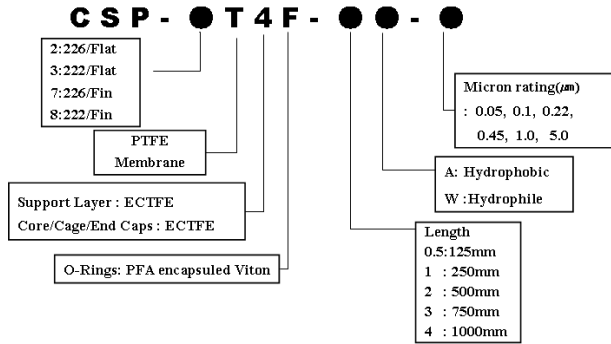 CSP-●T4F-●●-●
2:226/Flat
3:222/Flat
7:226/Fin
8:222/Fin
PTFE
Membrane
Support Layer : ECTFE
Core/Cage/End Caps : ECTFE
O-Rings: PFA encapsuled Viton
Micron rating(㎛)
: 0.05, 0.1, 0.22,
0.45, 1.0, 5.0
A: Hydrophobic
W :Hydrophile
Length
0.5:125mm
1 : 250mm
2 : 500mm
3 : 750mm
4 : 1000mm